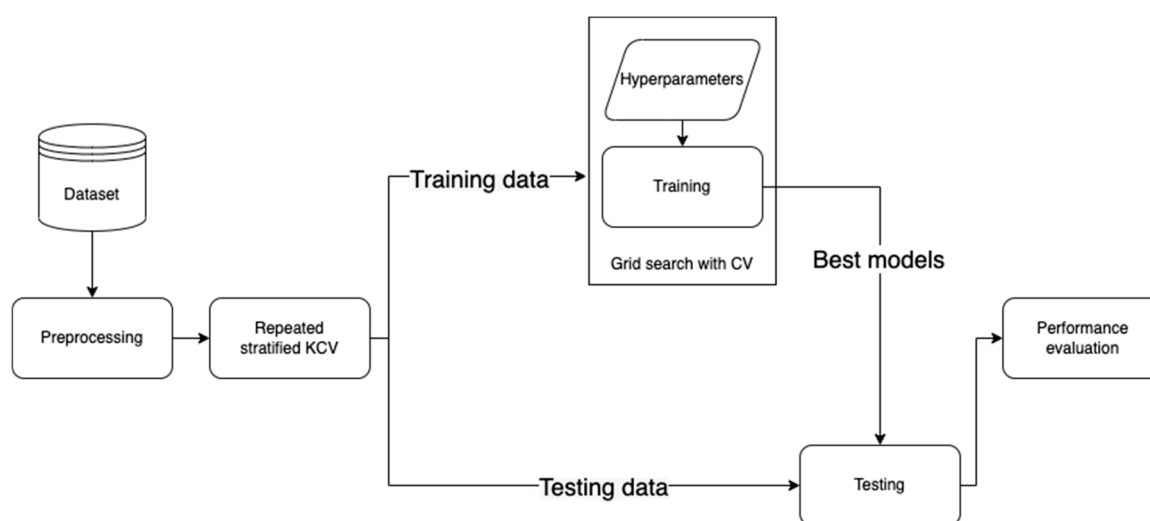 Hyperparameters
Dataset
Training data
Training
Grid search with CV
Best models
Preprocessing
Repeated
stratified KCV
Performance
evaluation
Testing data
Testing